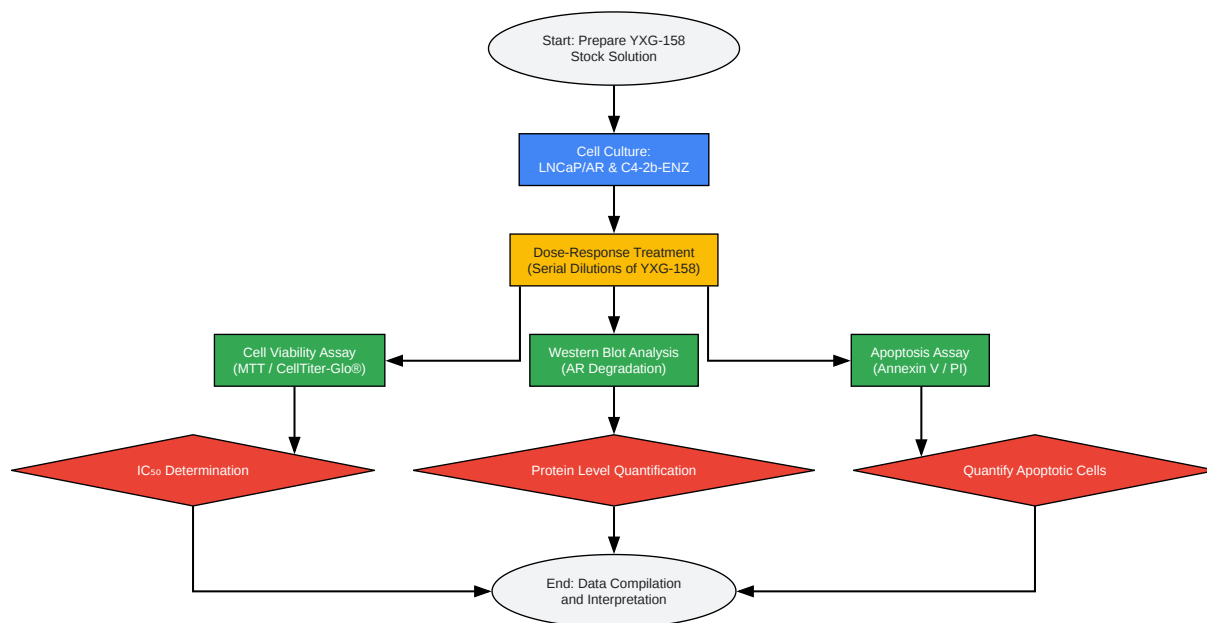 Start: Prepare YXG-158
Stock Solution
Cell Culture:
LNCaP/AR & C4-2b-ENZ
Dose-Response Treatment
(Serial Dilutions of YXG-158)
Cell Viability Assay
(MTT / CellTiter-Glo®)
Western Blot Analysis
(AR Degradation)
Apoptosis Assay
(Annexin V / PI)
IC₅₀ Determination
Protein Level Quantification
Quantify Apoptotic Cells
End: Data Compilation
and Interpretation